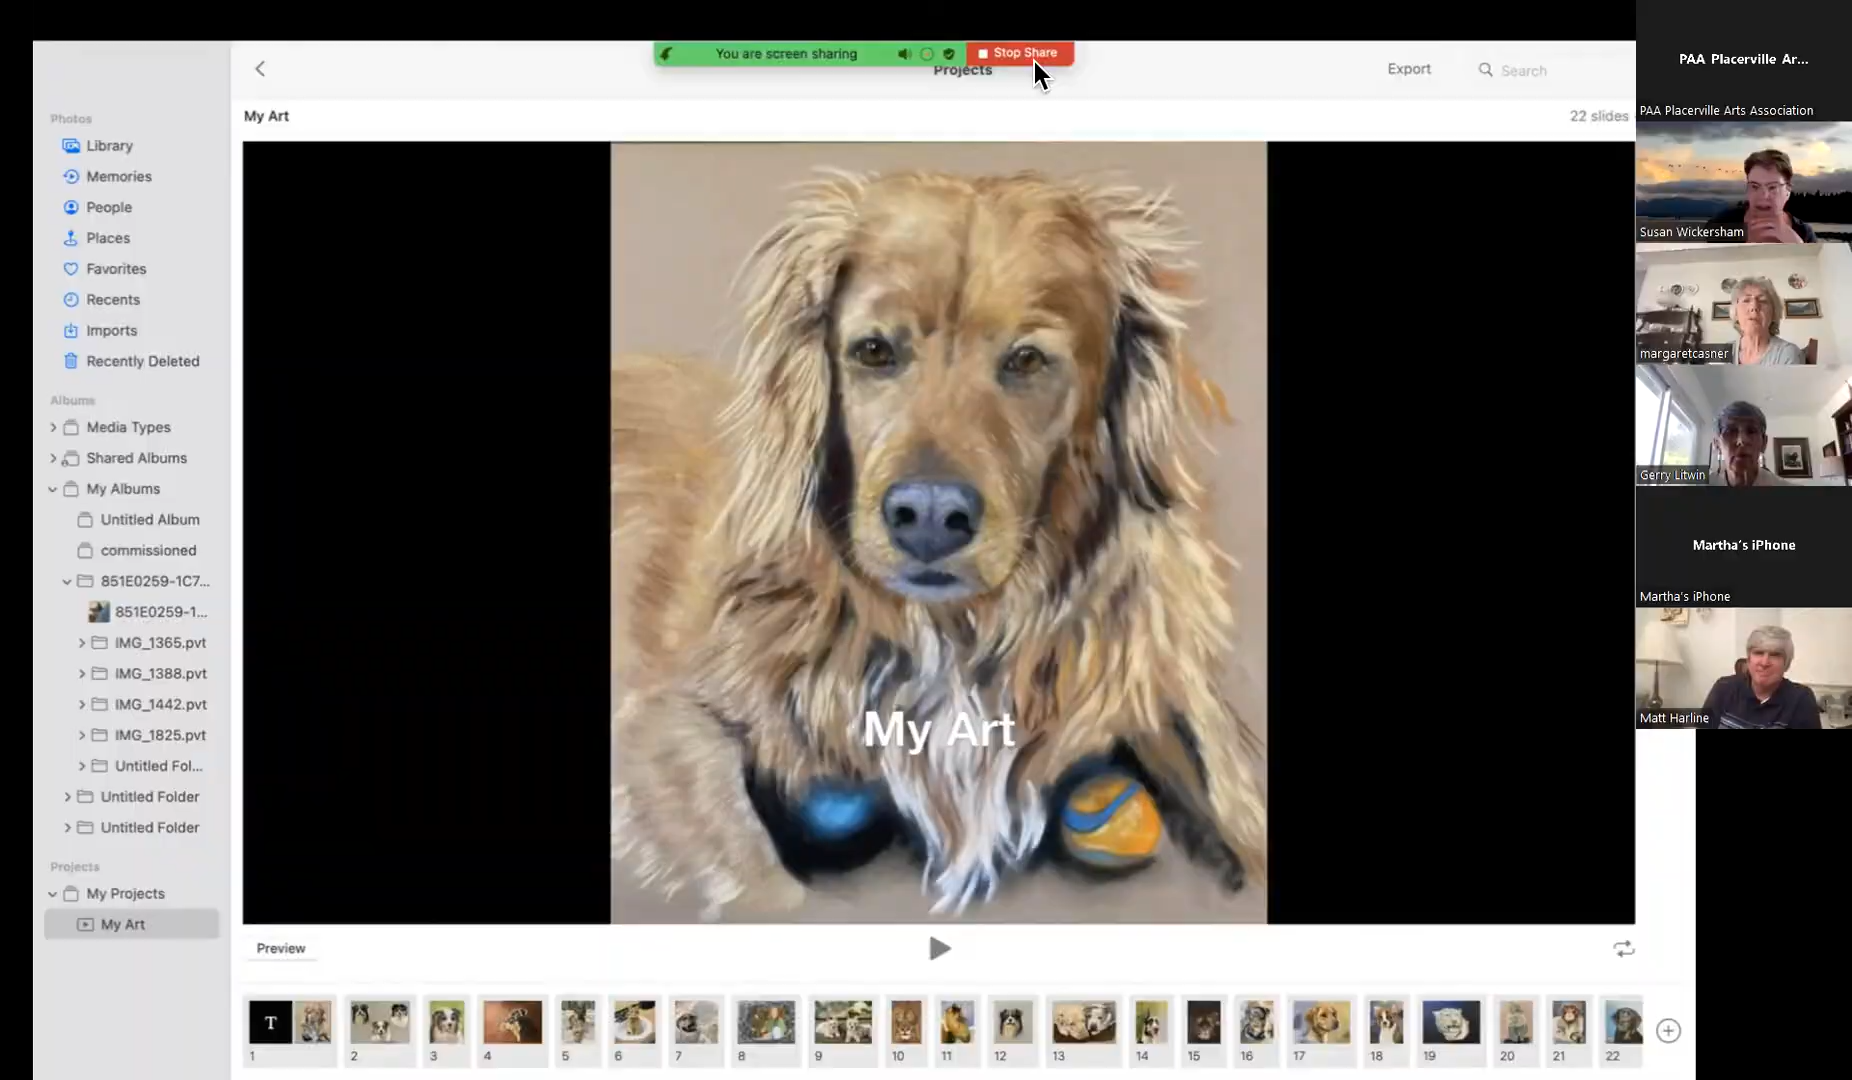 You are screen sharing
Stop Share
Projects
Export
Search
My Art
22 slides
Photos
Library
Memories
People
Places
Favorites
Recents
Imports
Recently Deleted
Albums
Media Types
Shared Albums
My Albums
Untitled Album
commissioned
851E0259-1C7...
851E0259-1...
IMG_1365.pvt
IMG_1388.pvt
IMG_1442.pvt
IMG_1825.pvt
Untitled Fol...
Untitled Folder
Untitled Folder
Projects
My Projects
My Art
My Art
Preview
T
1 2 3 4 5 6 7 8 9 10 11 12 13 14 15 16 17 18 19 20 21 22
PAA Placerville Ar...
PAA Placerville Arts Association
Susan Wickersham
margaretcasner
Gerry Litwin
Martha's iPhone
Martha's iPhone
Matt Harline